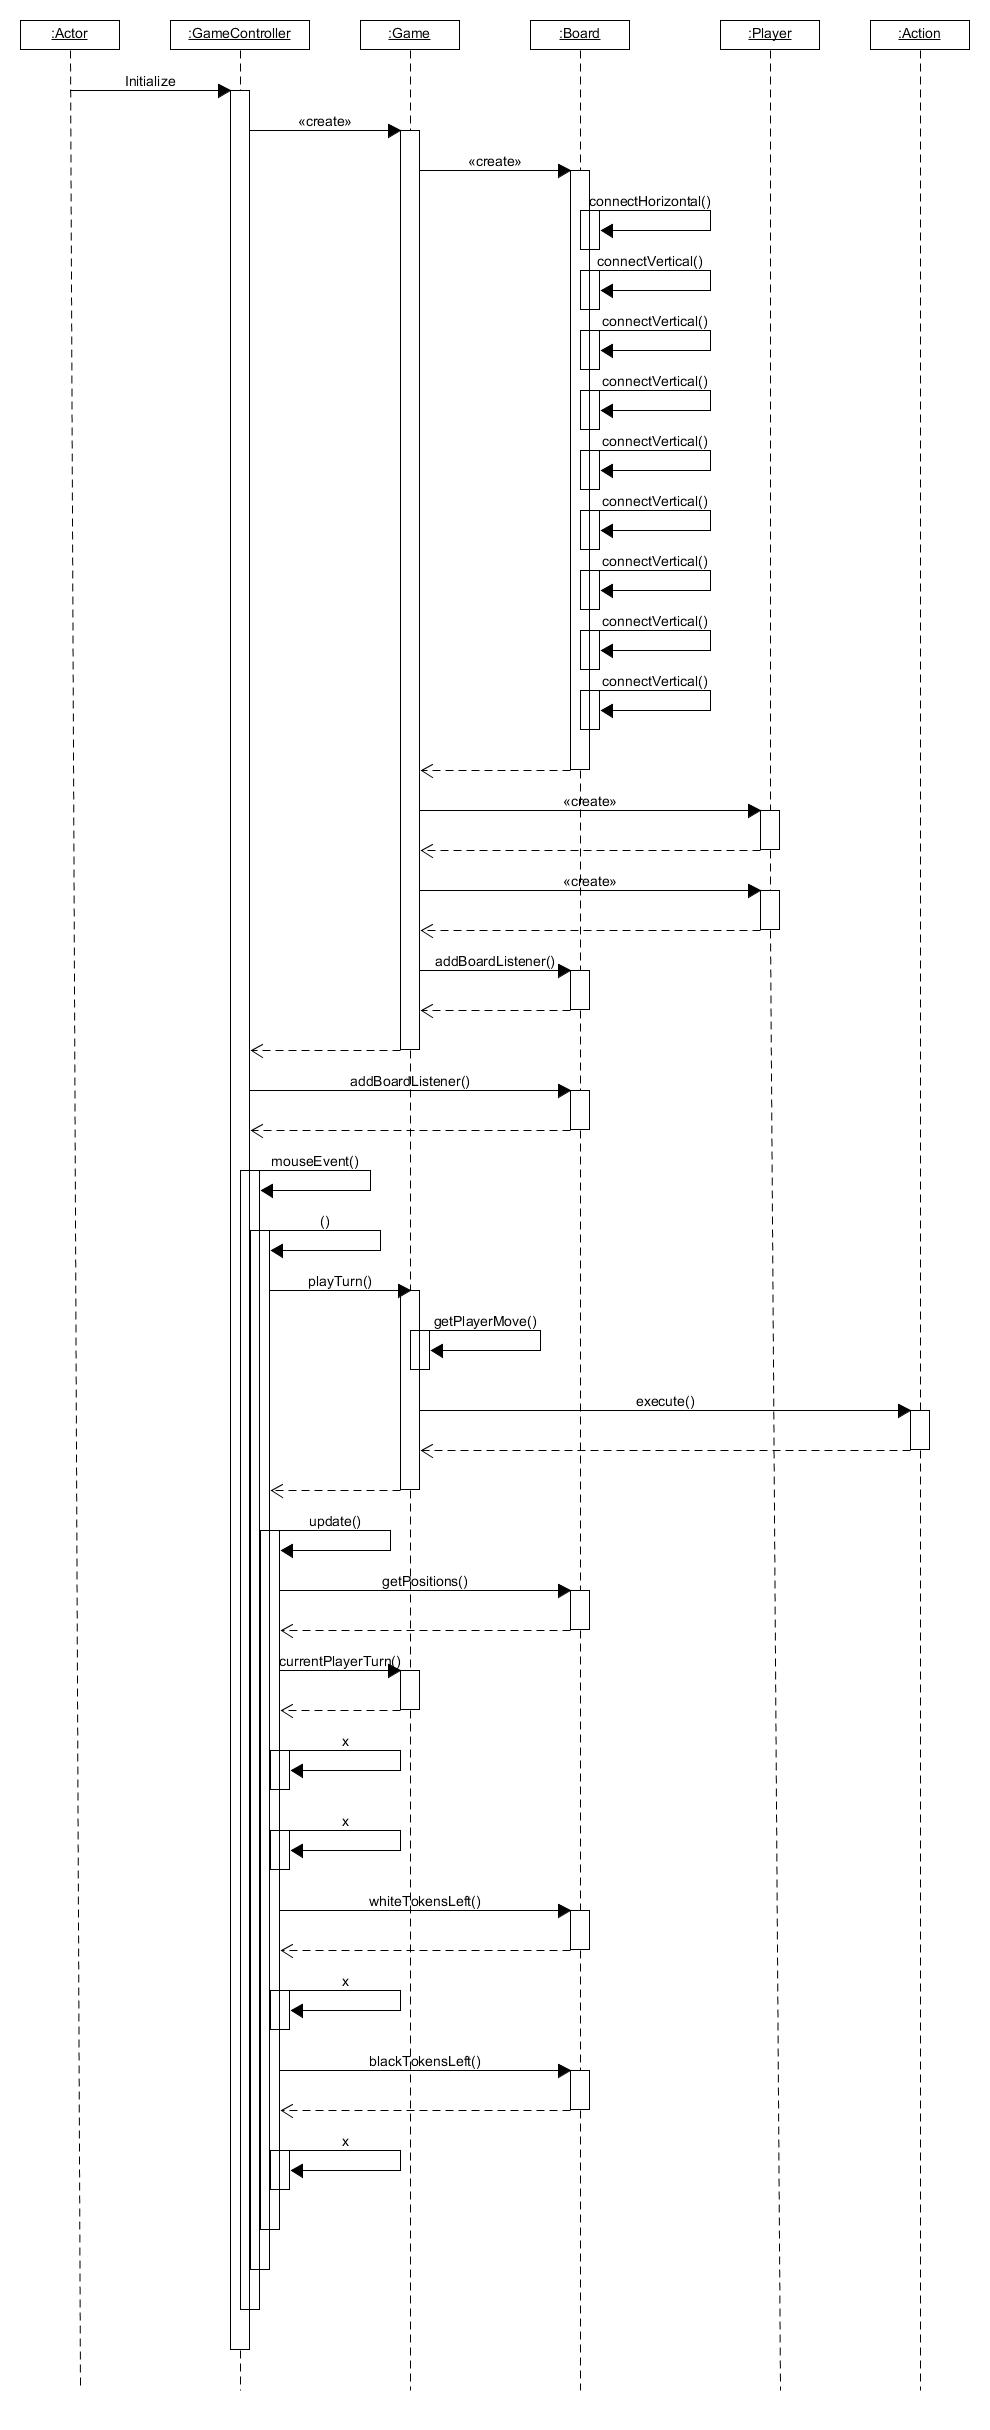 :Actor
:GameController
:Game
:Board
:Player
:Action
Initialize
«create»
«create»
connectHorizontal()
connectVertical()
connectVertical()
connectVertical()
connectVertical()
connectVertical()
connectVertical()
connectVertical()
connectVertical()
«create»
«create»
addBoardListener()
addBoardListener()
mouseEvent()
()
playTurn()
getPlayerMove()
execute()
update()
getPositions()
currentPlayerTurn()
x
x
whiteTokensLeft()
x
blackTokensLeft()
x